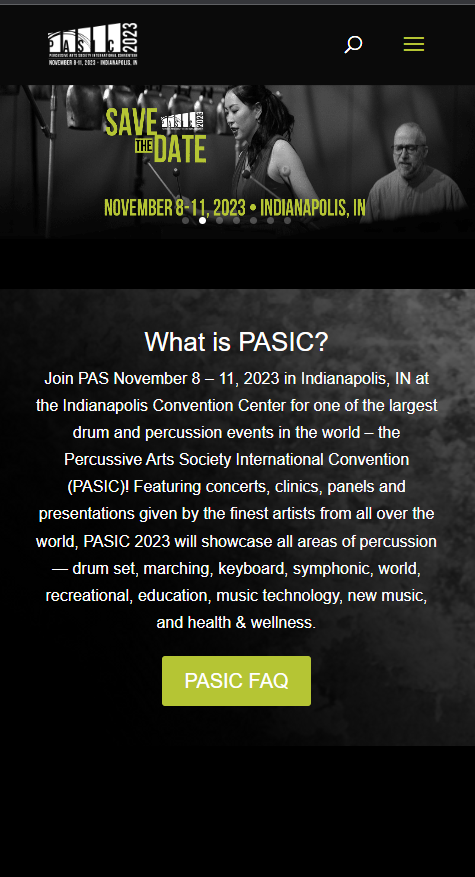 PASIC 2023
PERCUSSIVE ARTS SOCIETY INTERNATIONAL CONVENTION
NOVEMBER 8-11, 2023 • INDIANAPOLIS, IN
SAVE PASIC 2023
THE DATE
NOVEMBER 8-11, 2023 • INDIANAPOLIS, IN
What is PASIC?
Join PAS November 8 – 11, 2023 in Indianapolis, IN at
the Indianapolis Convention Center for one of the largest
drum and percussion events in the world – the
Percussive Arts Society International Convention
(PASIC)! Featuring concerts, clinics, panels and
presentations given by the finest artists from all over the
world, PASIC 2023 will showcase all areas of percussion
— drum set, marching, keyboard, symphonic, world,
recreational, education, music technology, new music,
and health & wellness.
PASIC FAQ